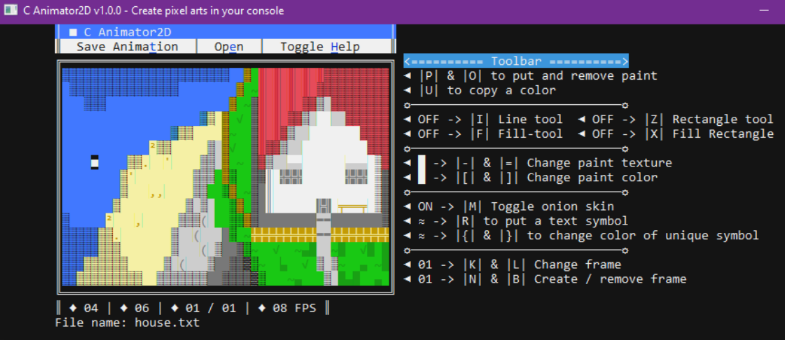 C Animator2D v1.0.0 - Create pixel arts in your console
■ C Animator2D
Save Animation | Open | Toggle Help
<========== Toolbar ==========>
◄ |P| & |O| to put and remove paint
◄ |U| to copy a color
◄ OFF -> |I| Line tool ◄ OFF -> |Z| Rectangle tool
◄ OFF -> |F| Fill-tool ◄ OFF -> |X| Fill Rectangle
◄ █ -> |-| & |=| Change paint texture
◄ █ -> |[| & |]| Change paint color
◄ ON -> |M| Toggle onion skin
◄ ≈ -> |R| to put a text symbol
◄ ≈ -> |{| & |}| to change color of unique symbol
◄ 01 -> |K| & |L| Change frame
◄ 01 -> |N| & |B| Create / remove frame
║ ♦ 04 | ♦ 06 | ♦ 01 / 01 | ♦ 08 FPS ║
File name: house.txt